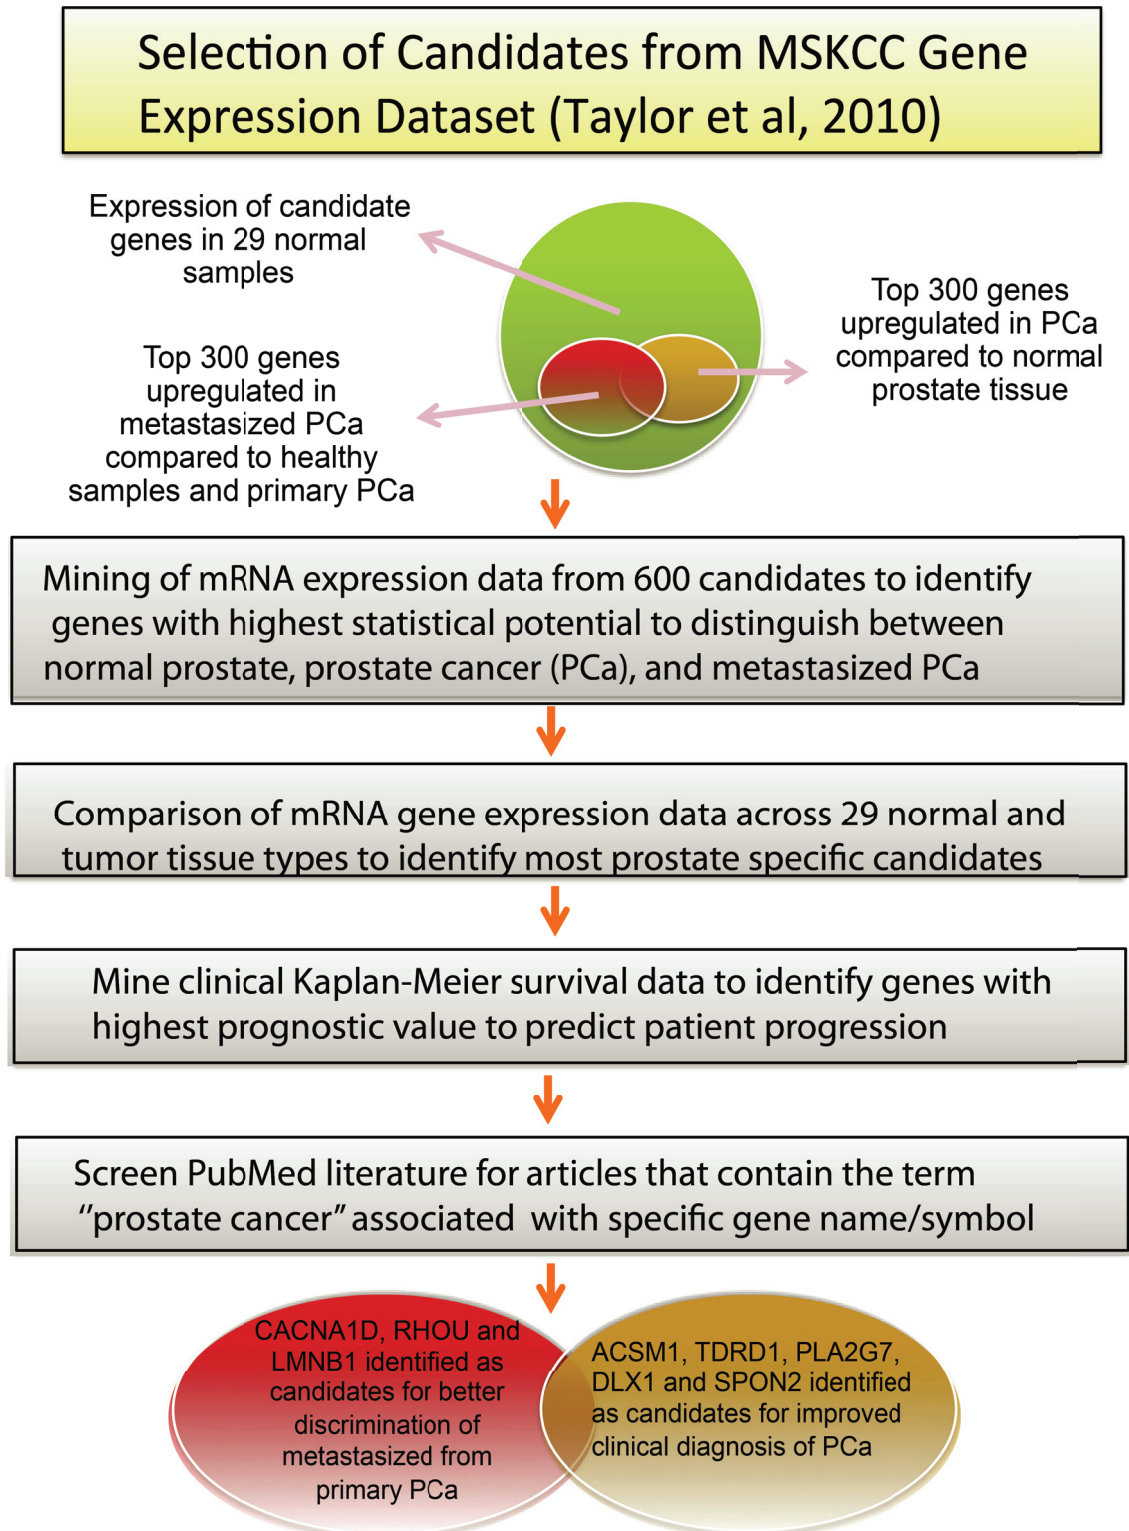 Selection of Candidates from MSKCC Gene
Expression Dataset (Taylor et al, 2010)
Expression of candidate
genes in 29 normal
samples
Top 300 genes
upregulated in PCa
compared to normal
prostate tissue
Top 300 genes
upregulated in
metastasized PCa
compared to healthy
samples and primary PCa
Mining of mRNA expression data from 600 candidates to identify
genes with highest statistical potential to distinguish between
normal prostate, prostate cancer (PCa), and metastasized PCa
Comparison of mRNA gene expression data across 29 normal and
tumor tissue types to identify most prostate specific candidates
Mine clinical Kaplan-Meier survival data to identify genes with
highest prognostic value to predict patient progression
Screen PubMed literature for articles that contain the term
“prostate cancer” associated with specific gene name/symbol
CACNA1D, RHOU and
LMNB1 identified as
candidates for better
discrimination of
metastasized from
primary PCa
ACSM1, TDRD1, PLA2G7,
DLX1 and SPON2 identified
as candidates for improved
clinical diagnosis of PCa